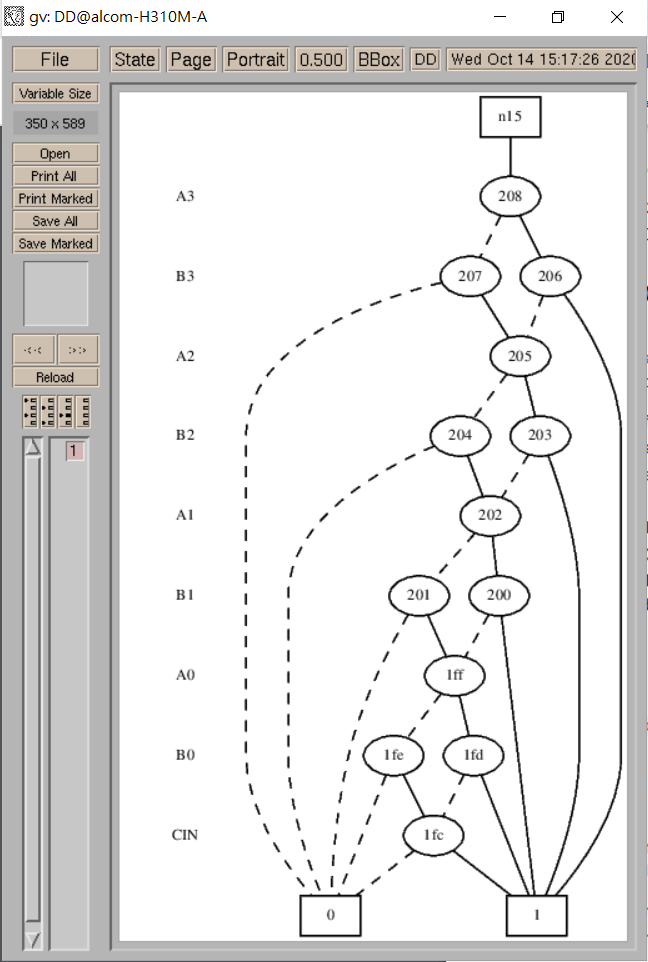 gv: DD@alcom-H310M-A
File State Page Portrait 0.500 BBox DD Wed Oct 14 15:17:26 2020
Variable Size
350 x 589
Open
Print All
Print Marked
Save All
Save Marked
<< >>
Reload
1
n15
A3 208
B3 207 206
A2 205
B2 204 203
A1 202
B1 201 200
A0 1ff
B0 1fe 1fd
CIN 1fc
0 1